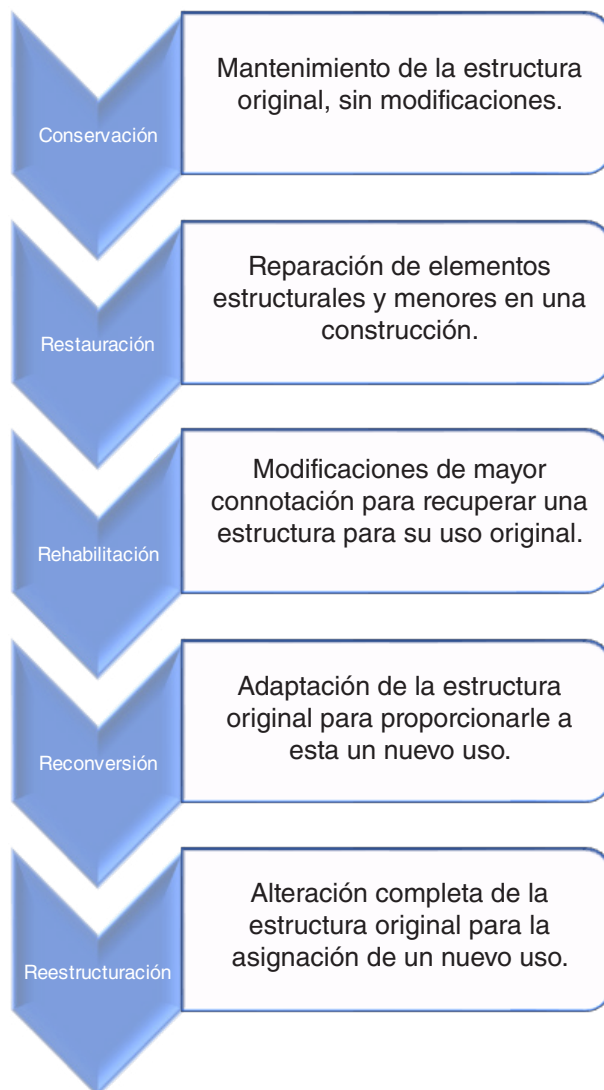 Conservación
Mantenimiento de la estructura
original, sin modificaciones.
Restauración
Reparación de elementos
estructurales y menores en una
construcción.
Rehabilitación
Modificaciones de mayor
connotación para recuperar una
estructura para su uso original.
Reconversión
Adaptación de la estructura
original para proporcionarle a
esta un nuevo uso.
Reestructuración
Alteración completa de la
estructura original para la
asignación de un nuevo uso.